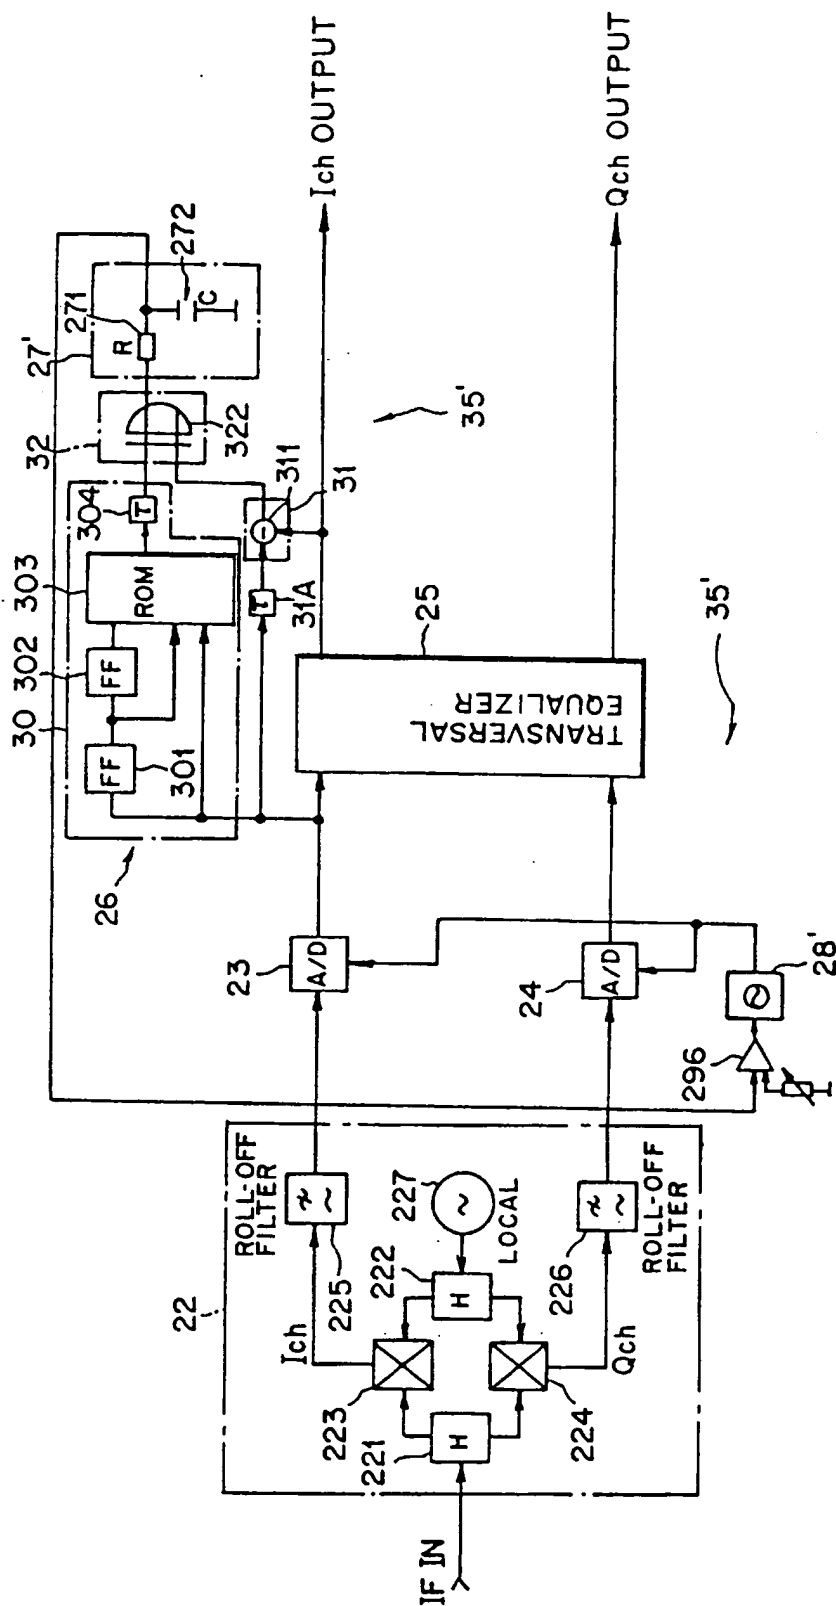 IF IN
22
221
H
223
224
222
H
227
~
LOCAL
Ich
Qch
225
ROLL-OFF
FILTER
226
ROLL-OFF
FILTER
23
A/D
24
A/D
296
28'
26
30
301
FF
302
FF
303
ROM
304
T
31A
T
31
311
32
322
27'
271
R
272
C
25
TRANSVERSAL
EQUALIZER
35'
35'
Ich OUTPUT
Qch OUTPUT